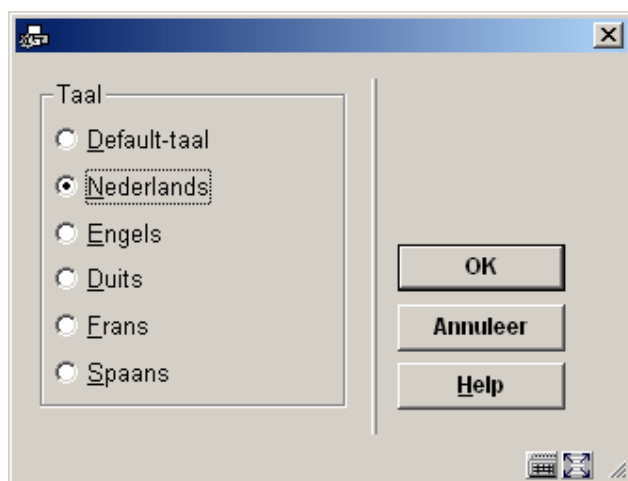 Taal
Default-taal
Nederlands
Engels
Duits
Frans
Spaans
OK
Annuleer
Help